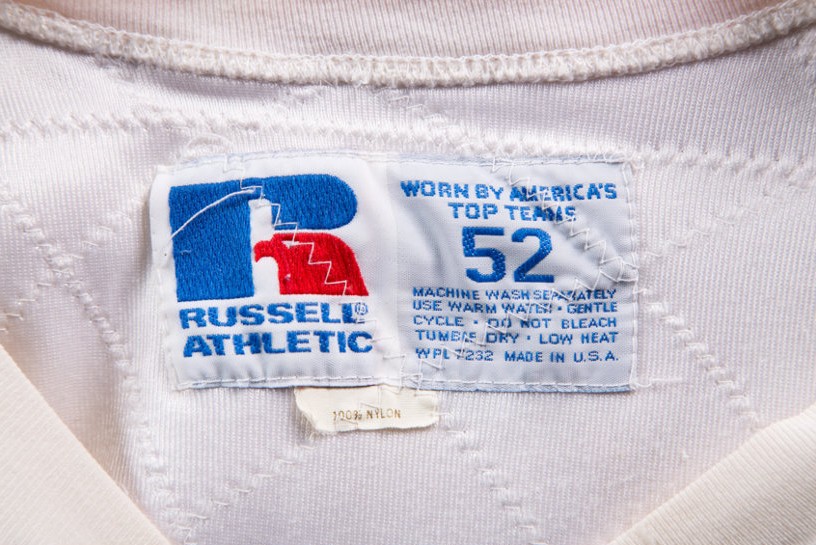 RUSSELL®
ATHLETIC
WORN BY AMERICA'S
TOP TEAMS
52
MACHINE WASH SEPARATELY
USE WARM WATER • GENTLE
CYCLE • DO NOT BLEACH
TUMBLE DRY • LOW HEAT
WPL 7232 MADE IN U.S.A.
100% NYLON